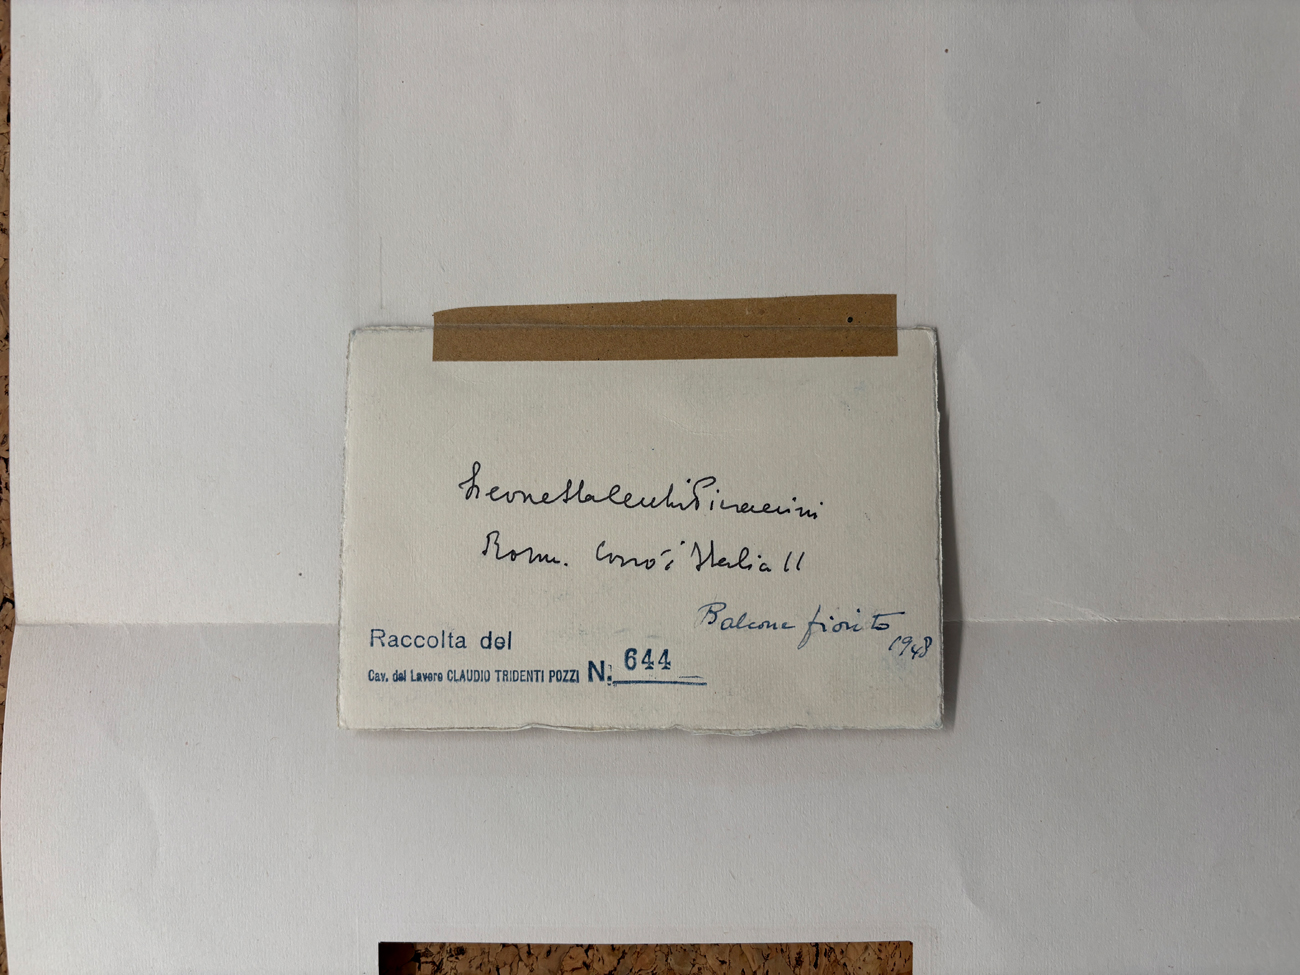 Leonetta Cecchi Pieraccini
Roma. Corso d'Italia 11
Balcone fiorito
1948
Raccolta del
Cav. del Lavoro CLAUDIO TRIDENTI POZZI N. 644